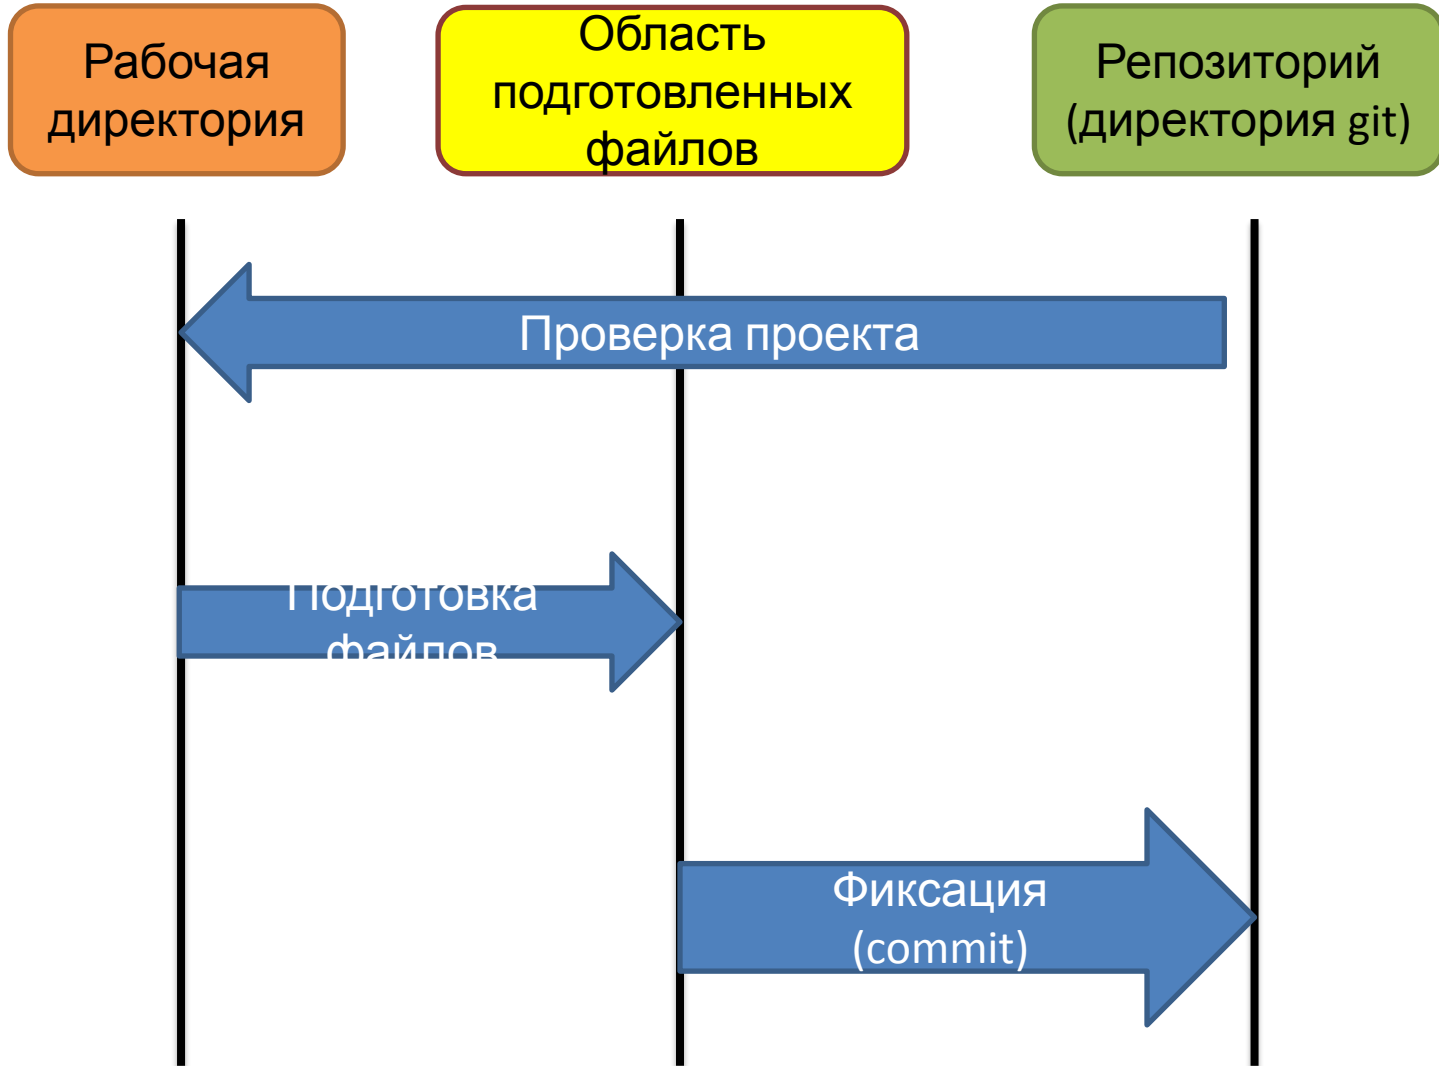 Рабочая
директория
Область
подготовленных
файлов
Репозиторий
(директория git)
Проверка проекта
Подготовка
файлов
Фиксация
(commit)